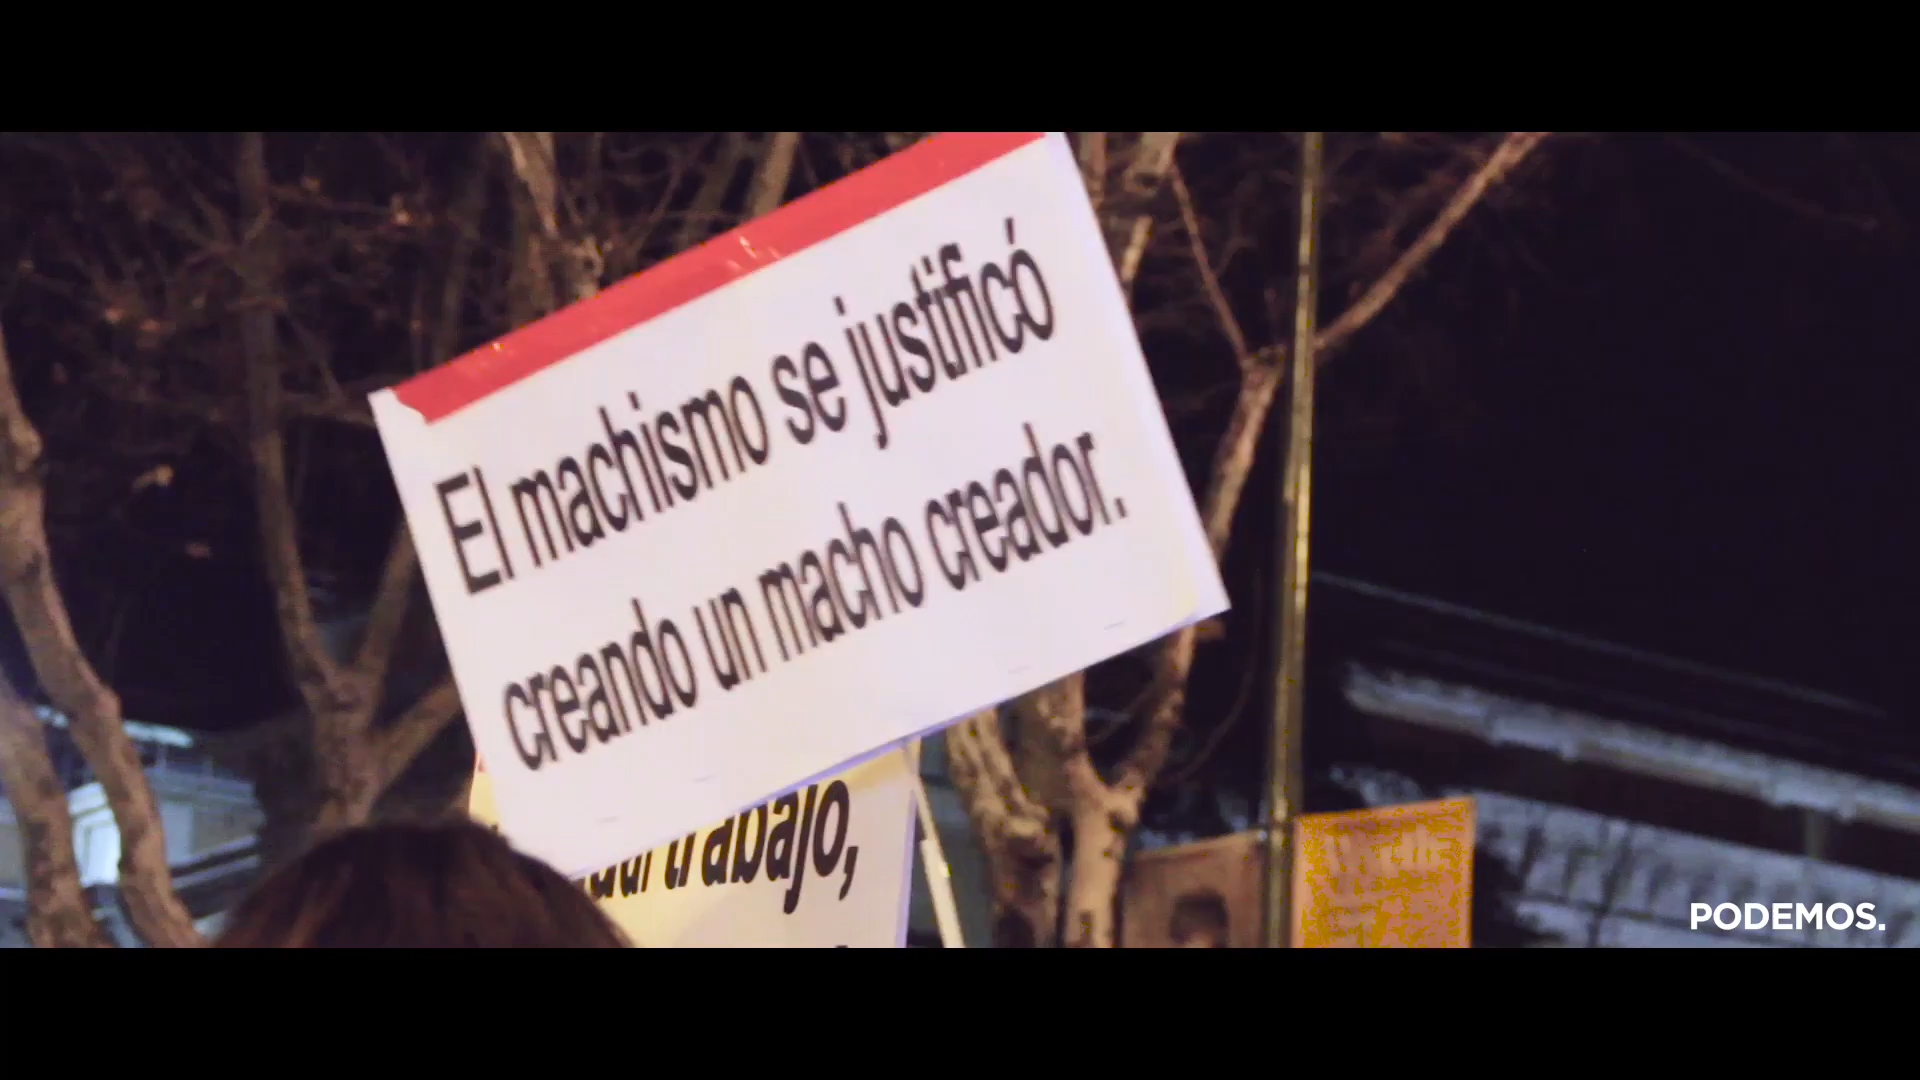 El machismo se justificó
creando un macho creador.
trabajo,
PODEMOS.